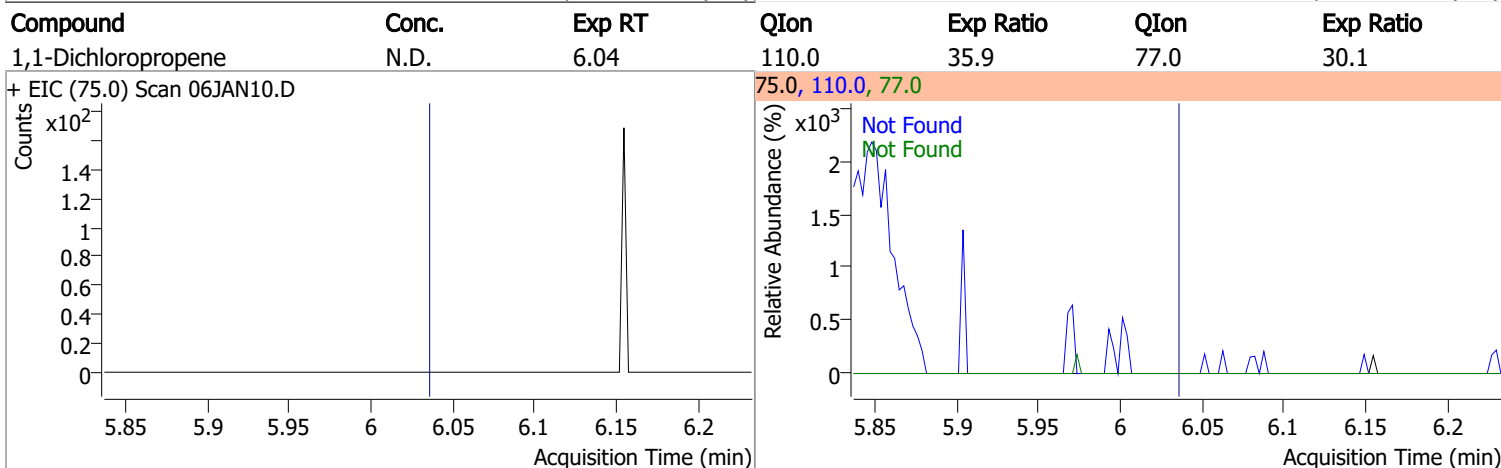 Compound Conc. Exp RT QIon Exp Ratio QIon Exp Ratio
1,1-Dichloropropene N.D. 6.04 110.0 35.9 77.0 30.1
+ EIC (75.0) Scan 06JAN10.D
Counts
x10²
1.4
1.2
1
0.8
0.6
0.4
0.2
0
5.85 5.9 5.95 6 6.05 6.1 6.15 6.2
Acquisition Time (min)
75.0, 110.0, 77.0
Relative Abundance (%)
x10³
Not Found
Not Found
2
1.5
1
0.5
0
5.85 5.9 5.95 6 6.05 6.1 6.15 6.2
Acquisition Time (min)